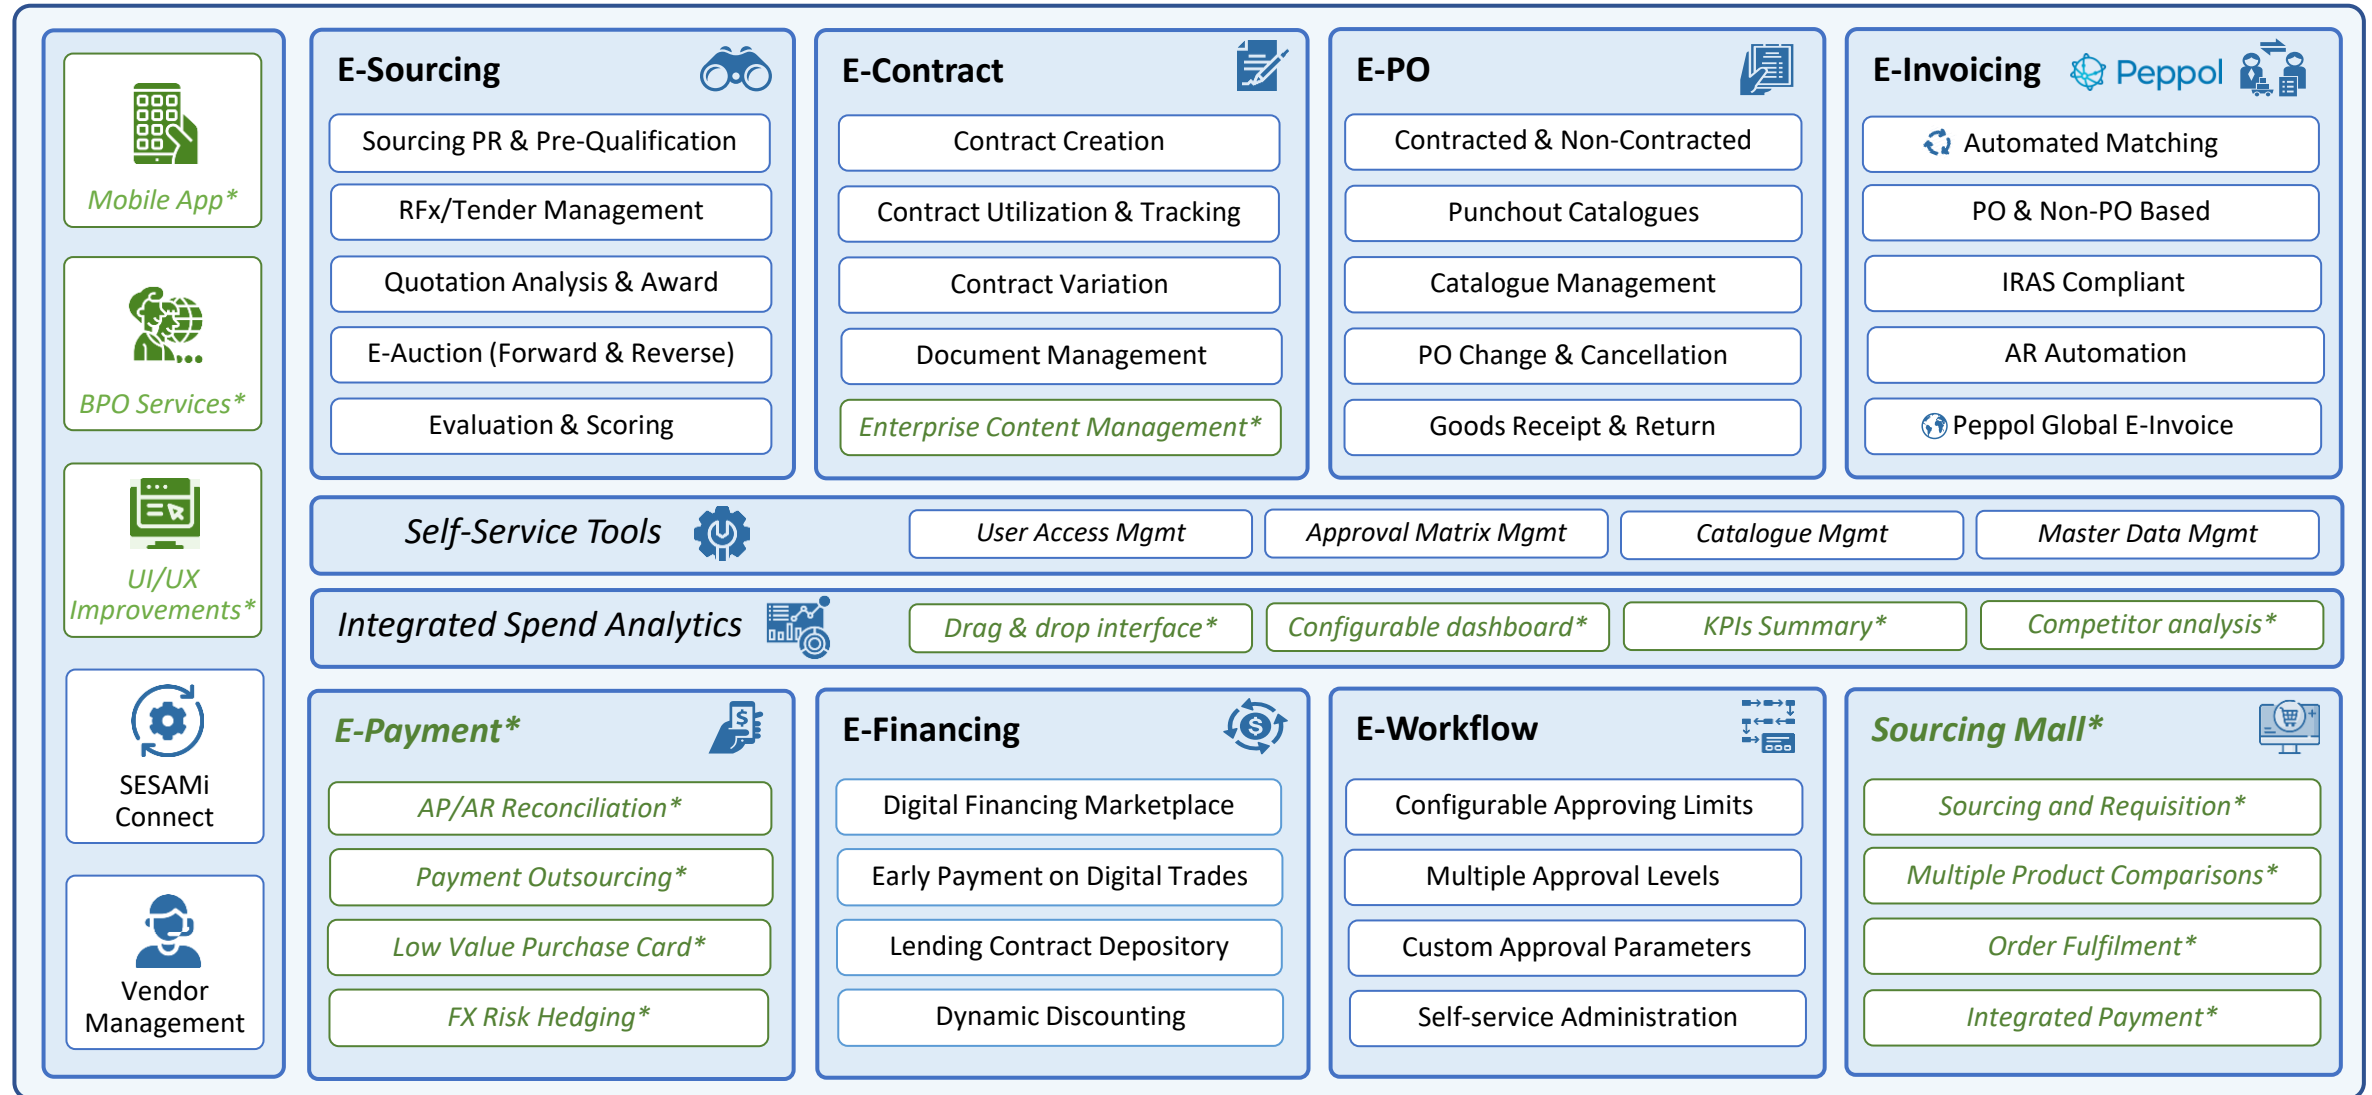 Mobile App*
BPO Services*
UI/UX
Improvements*
SESAMi
Connect
Vendor
Management
E-Sourcing
Sourcing PR & Pre-Qualification
RFx/Tender Management
Quotation Analysis & Award
E-Auction (Forward & Reverse)
Evaluation & Scoring
E-Contract
Contract Creation
Contract Utilization & Tracking
Contract Variation
Document Management
Enterprise Content Management*
E-PO
Contracted & Non-Contracted
Punchout Catalogues
Catalogue Management
PO Change & Cancellation
Goods Receipt & Return
E-Invoicing
Peppol
Automated Matching
PO & Non-PO Based
IRAS Compliant
AR Automation
Peppol Global E-Invoice
Self-Service Tools
User Access Mgmt
Approval Matrix Mgmt
Catalogue Mgmt
Master Data Mgmt
Integrated Spend Analytics
Drag & drop interface*
Configurable dashboard*
KPIs Summary*
Competitor analysis*
E-Payment*
AP/AR Reconciliation*
Payment Outsourcing*
Low Value Purchase Card*
FX Risk Hedging*
E-Financing
Digital Financing Marketplace
Early Payment on Digital Trades
Lending Contract Depository
Dynamic Discounting
E-Workflow
Configurable Approving Limits
Multiple Approval Levels
Custom Approval Parameters
Self-service Administration
Sourcing Mall*
Sourcing and Requisition*
Multiple Product Comparisons*
Order Fulfilment*
Integrated Payment*